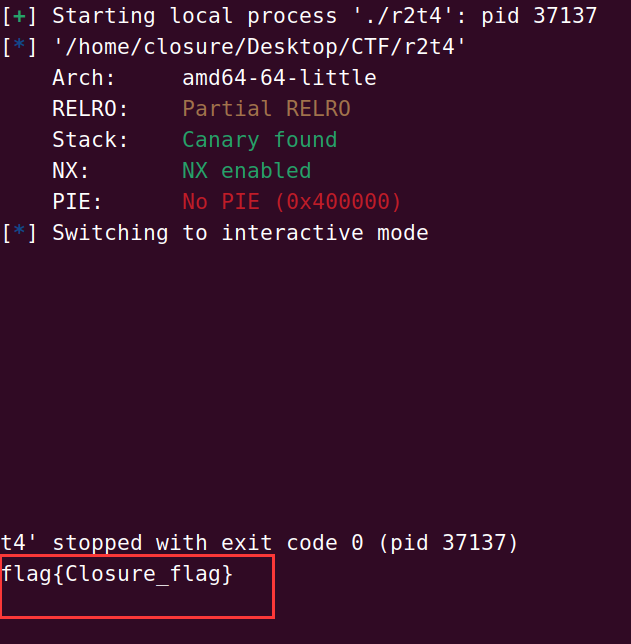 [+] Starting local process './r2t4': pid 37137
[*] '/home/closure/Desktop/CTF/r2t4'
    Arch:     amd64-64-little
    RELRO:    Partial RELRO
    Stack:    Canary found
    NX:       NX enabled
    PIE:      No PIE (0x400000)
[*] Switching to interactive mode
t4' stopped with exit code 0 (pid 37137)
flag{Closure_flag}